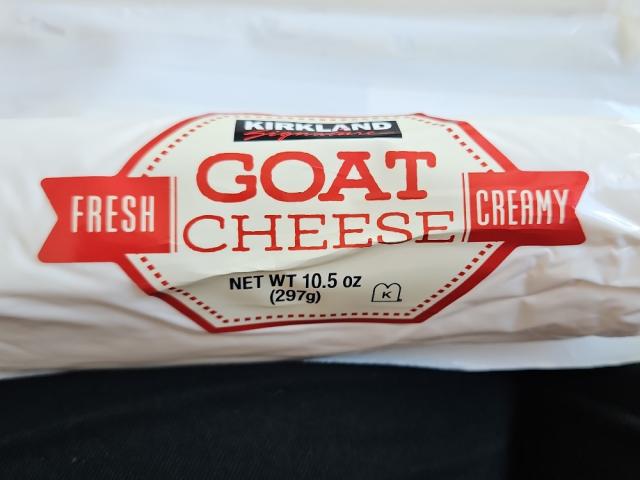 KIRKLAND
Signature
GOAT
CHEESE
FRESH
CREAMY
NET WT 10.5 oz
(297g)
K